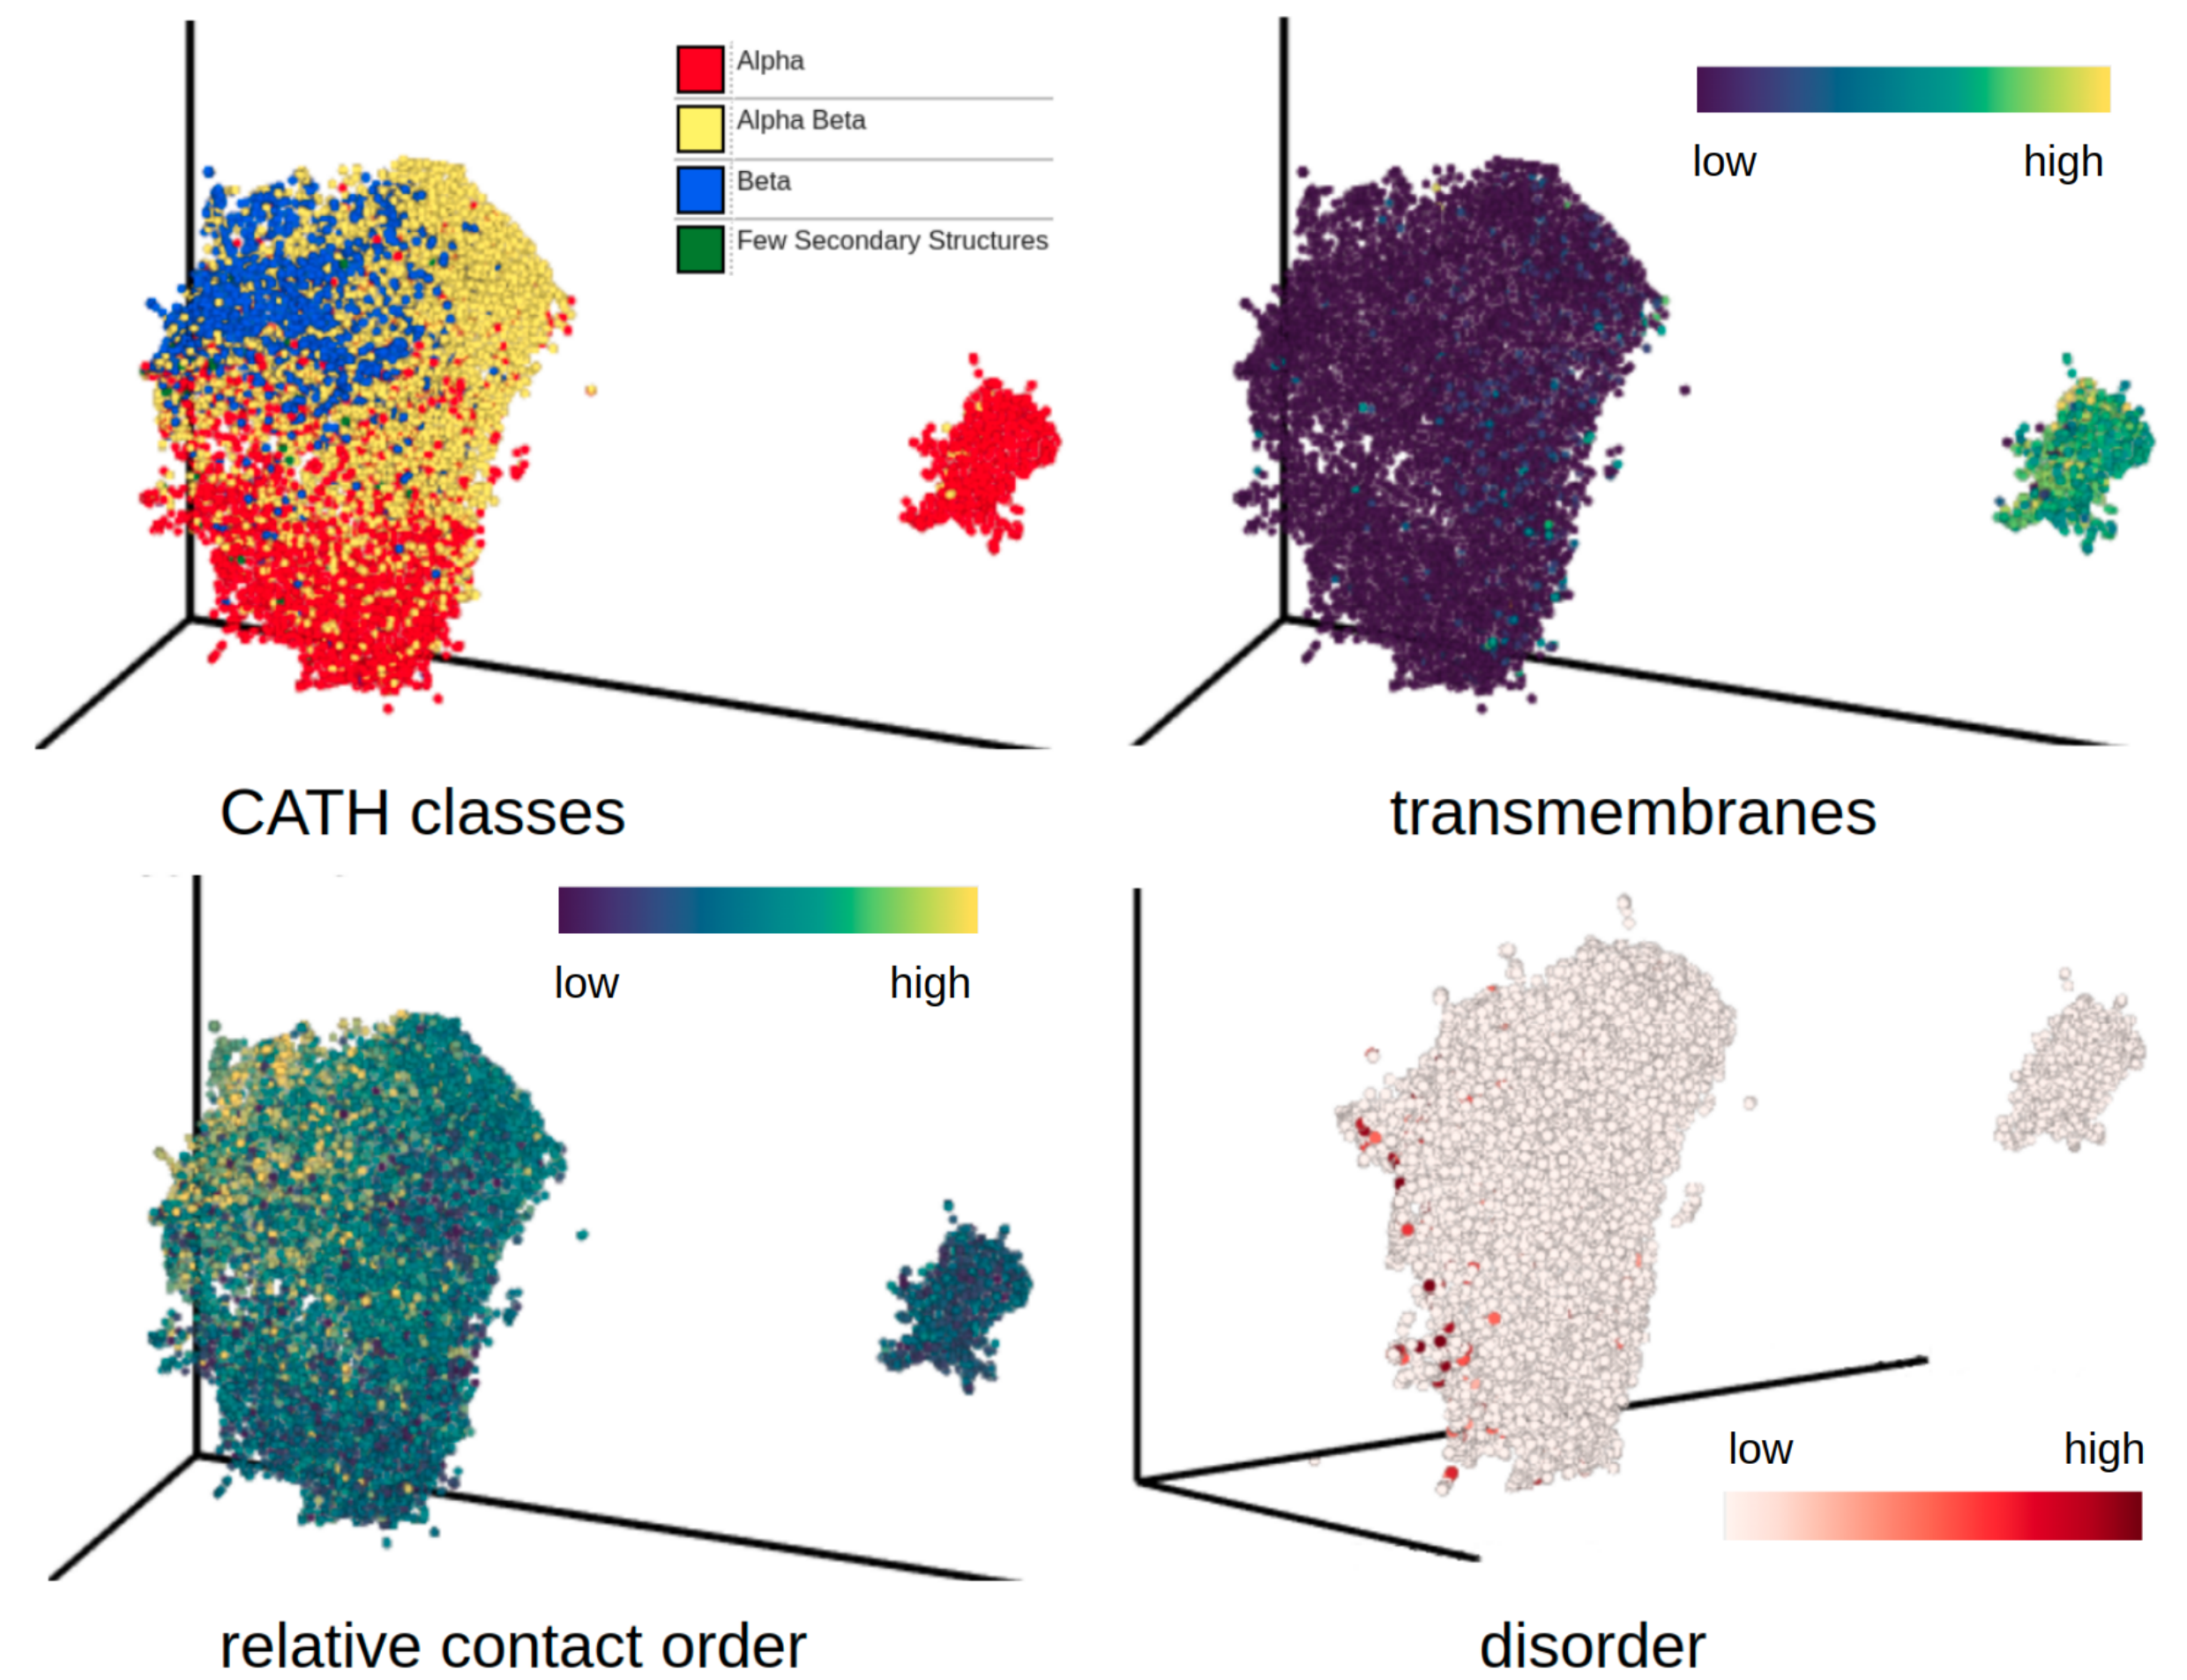 Alpha
Alpha Beta
Beta
Few Secondary Structures
low high
CATH classes
transmembranes
low high
relative contact order
low high
disorder